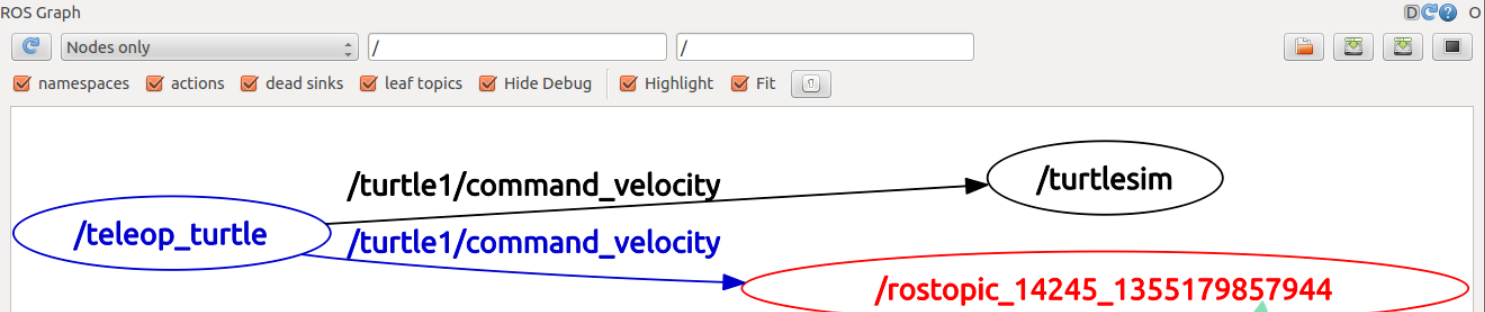 ROS Graph D ? O
Nodes only / /
namespaces actions dead sinks leaf topics Hide Debug Highlight Fit
/turtle1/command_velocity /turtlesim
/teleop_turtle /turtle1/command_velocity
/rostopic_14245_1355179857944